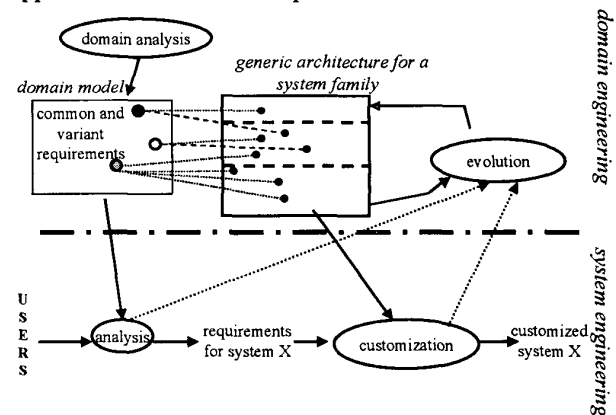 domain analysis
domain model
generic architecture for a
system family
common and
variant
requirements
evolution
domain engineering
USERS
analysis
requirements
for system X
customization
customized
system X
system engineering